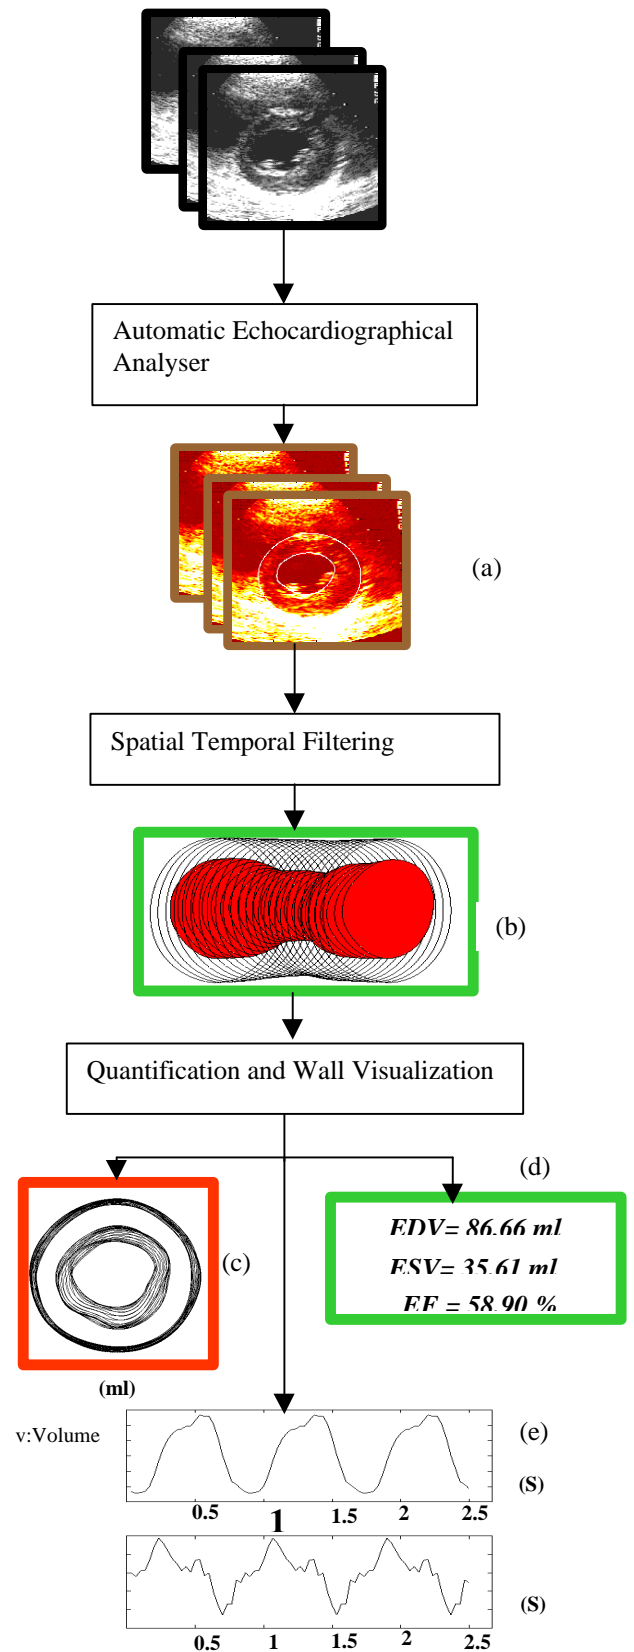 Automatic Echocardiographical
Analyser
(a)
Spatial Temporal Filtering
(b)
Quantification and Wall Visualization
(d)
EDV= 86.66 ml
ESV= 35.61 ml
EF = 58.90 %
(c)
(ml)
v:Volume
(e)
(S)
0.5 1 1.5 2 2.5
(S)
0.5 1 1.5 2 2.5